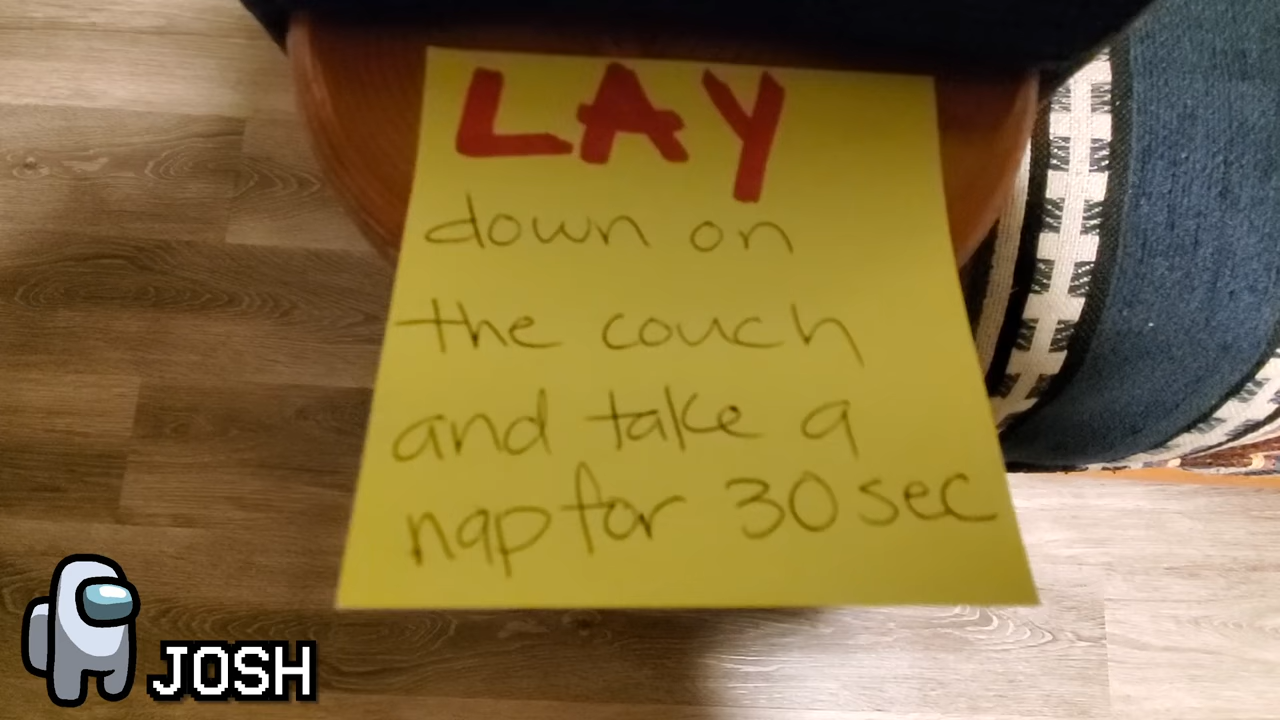 LAY
down on
the couch
and take a
nap for 30 sec
JOSH